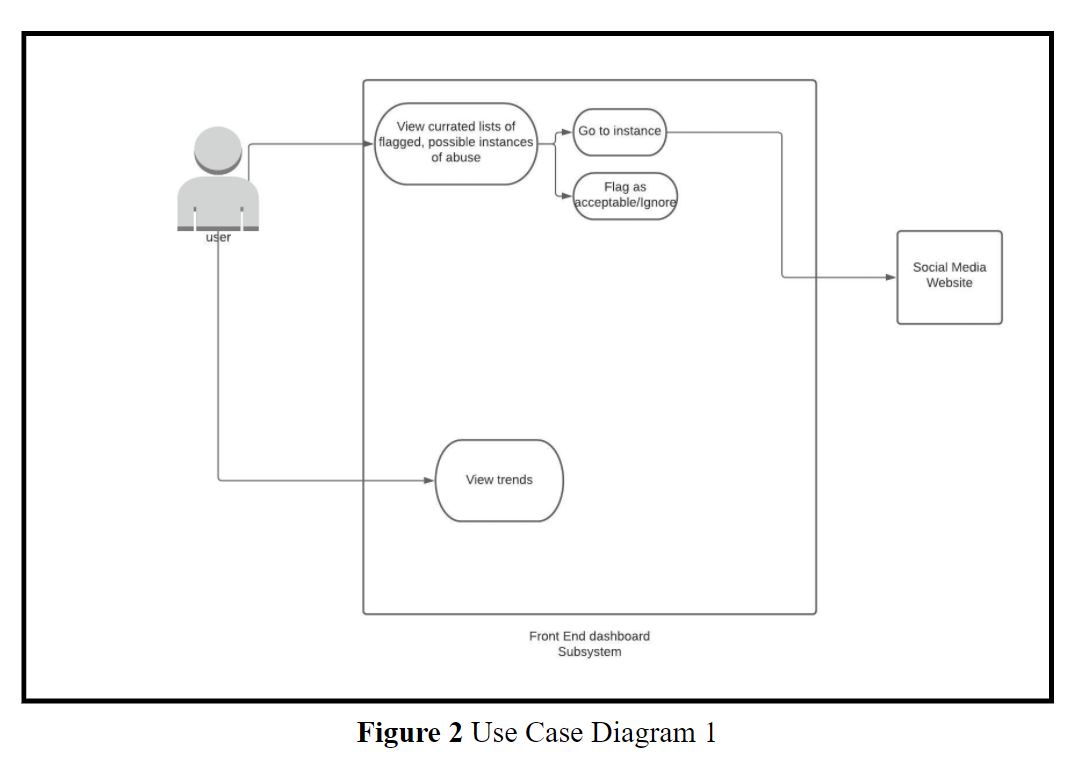 View currated lists of
flagged, possible instances
of abuse
Go to instance
Flag as
acceptable/Ignore
user
Social Media
Website
View trends
Front End dashboard
Subsystem
Figure 2 Use Case Diagram 1